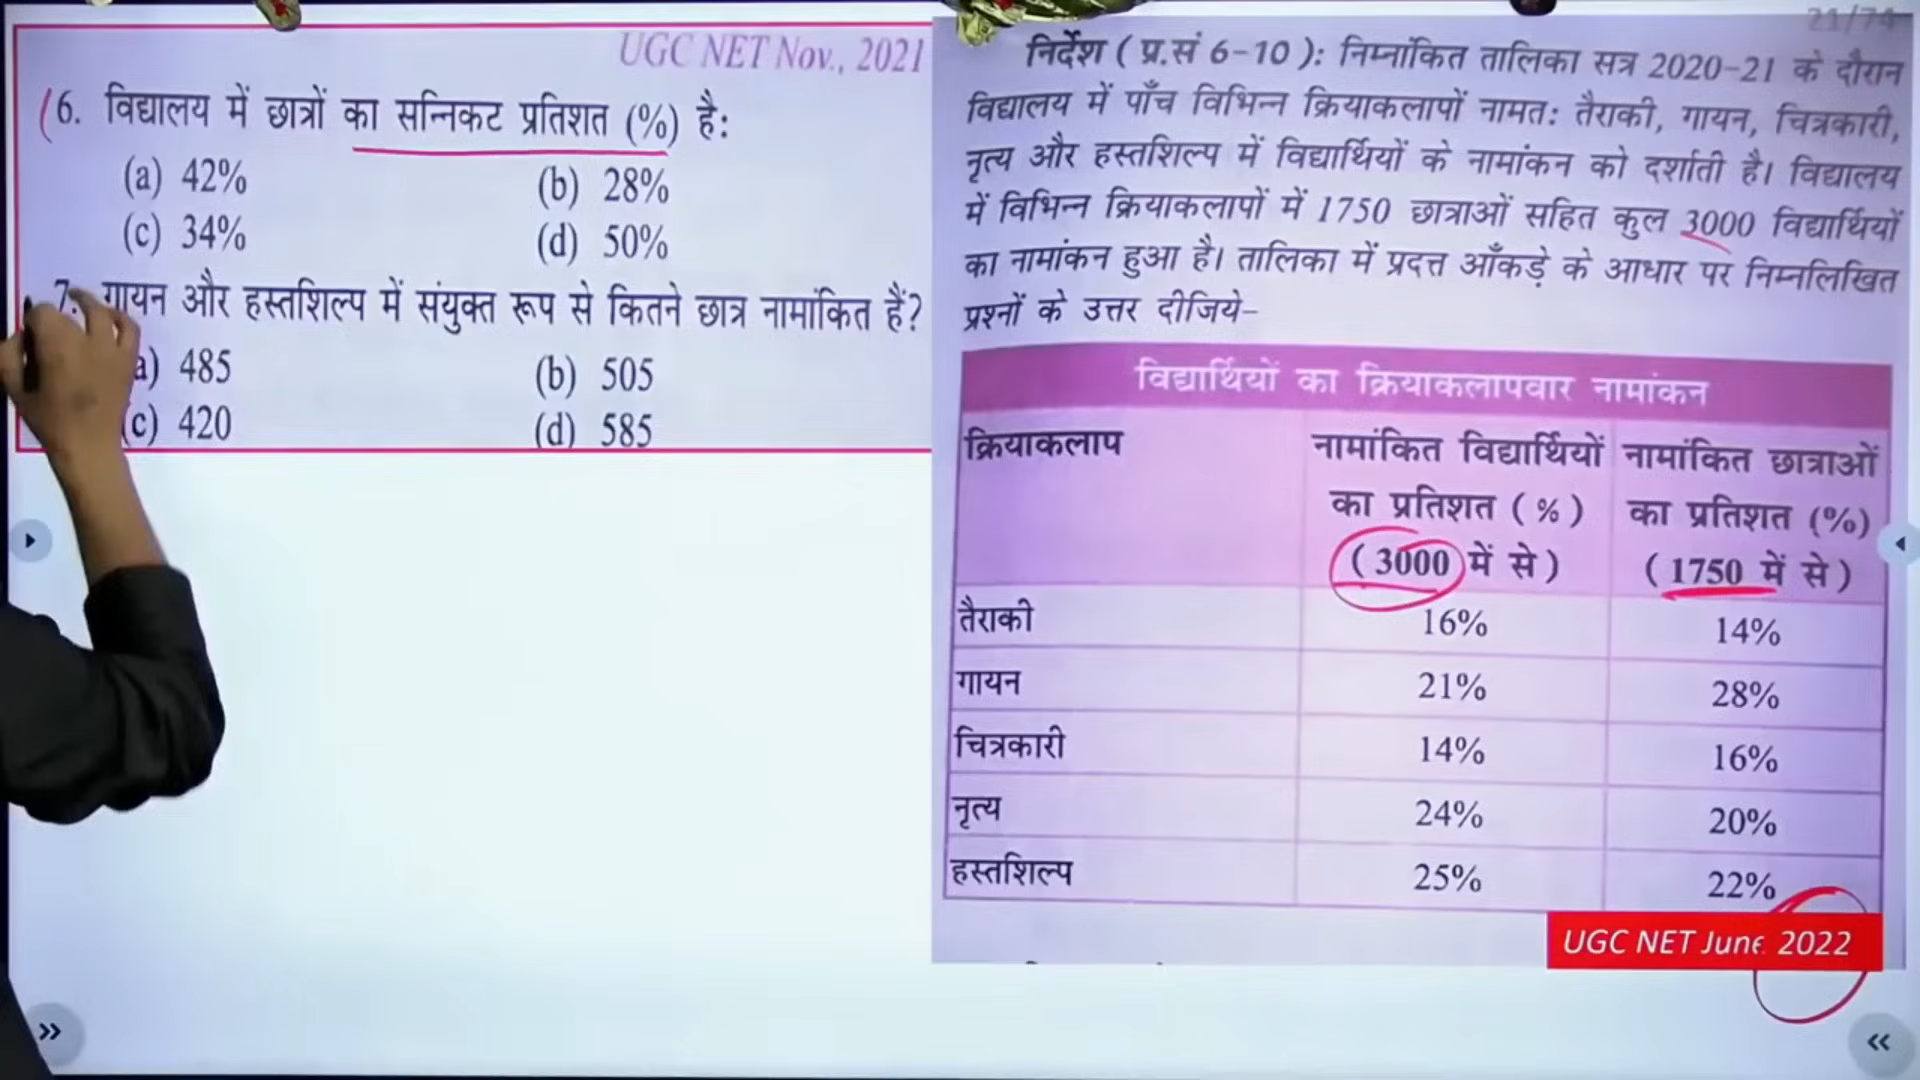 UGC NET Nov., 2021
6. विद्यालय में छात्रों का सन्निकट प्रतिशत (%) है:
(a) 42% (b) 28%
(c) 34% (d) 50%
7. गायन और हस्तशिल्प में संयुक्त रूप से कितने छात्र नामांकित हैं?
a) 485 (b) 505
(c) 420 (d) 585
21/74
निर्देश ( प्र.सं 6-10 ): निम्नांकित तालिका सत्र 2020-21 के दौरान
विद्यालय में पाँच विभिन्न क्रियाकलापों नामत: तैराकी, गायन, चित्रकारी,
नृत्य और हस्तशिल्प में विद्यार्थियों के नामांकन को दर्शाती है। विद्यालय
में विभिन्न क्रियाकलापों में 1750 छात्राओं सहित कुल 3000 विद्यार्थियों
का नामांकन हुआ है। तालिका में प्रदत्त आँकड़े के आधार पर निम्नलिखित
प्रश्नों के उत्तर दीजिये-
विद्यार्थियों का क्रियाकलापवार नामांकन
क्रियाकलाप नामांकित विद्यार्थियों नामांकित छात्राओं
का प्रतिशत ( % ) का प्रतिशत (%)
( 3000 में से ) ( 1750 में से )
तैराकी 16% 14%
गायन 21% 28%
चित्रकारी 14% 16%
नृत्य 24% 20%
हस्तशिल्प 25% 22%
UGC NET June 2022